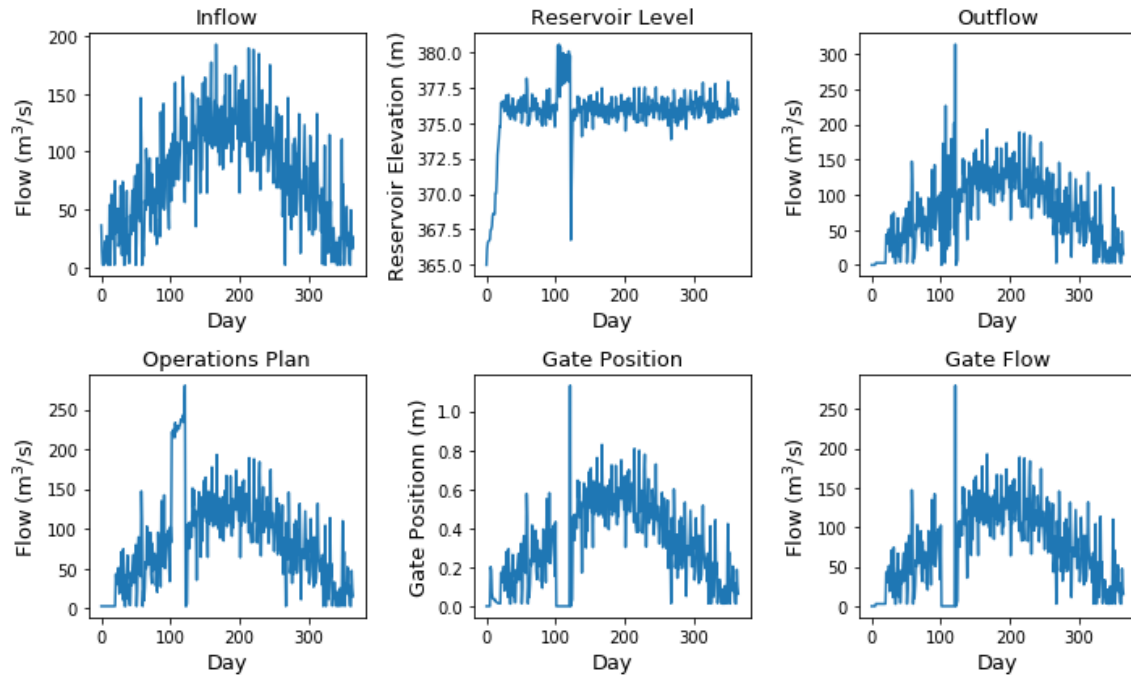 Inflow
Flow (m³/s)
200
150
100
50
0
0 100 200 300
Day
Reservoir Level
Reservoir Elevation (m)
380.0
377.5
375.0
372.5
370.0
367.5
365.0
0 100 200 300
Day
Outflow
Flow (m³/s)
300
250
200
150
100
50
0
0 100 200 300
Day
Operations Plan
Flow (m³/s)
250
200
150
100
50
0
0 100 200 300
Day
Gate Position
Gate Positionn (m)
1.0
0.8
0.6
0.4
0.2
0.0
0 100 200 300
Day
Gate Flow
Flow (m³/s)
250
200
150
100
50
0
0 100 200 300
Day